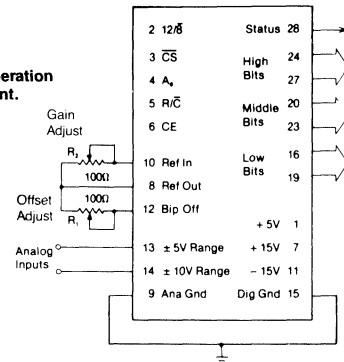 eration
nt.
2 12/8̅
3 C̅S̅
4 Ao
5 R/C̅
6 CE
10 Ref In
8 Ref Out
12 Bip Off
13 ± 5V Range
14 ± 10V Range
9 Ana Gnd
Status 28
High Bits
24
27
Middle Bits
20
23
Low Bits
16
19
+ 5V 1
+ 15V 7
− 15V 11
Dig Gnd 15
Gain
Adjust
R2
100Ω
Offset
Adjust
100Ω
R1
Analog
Inputs